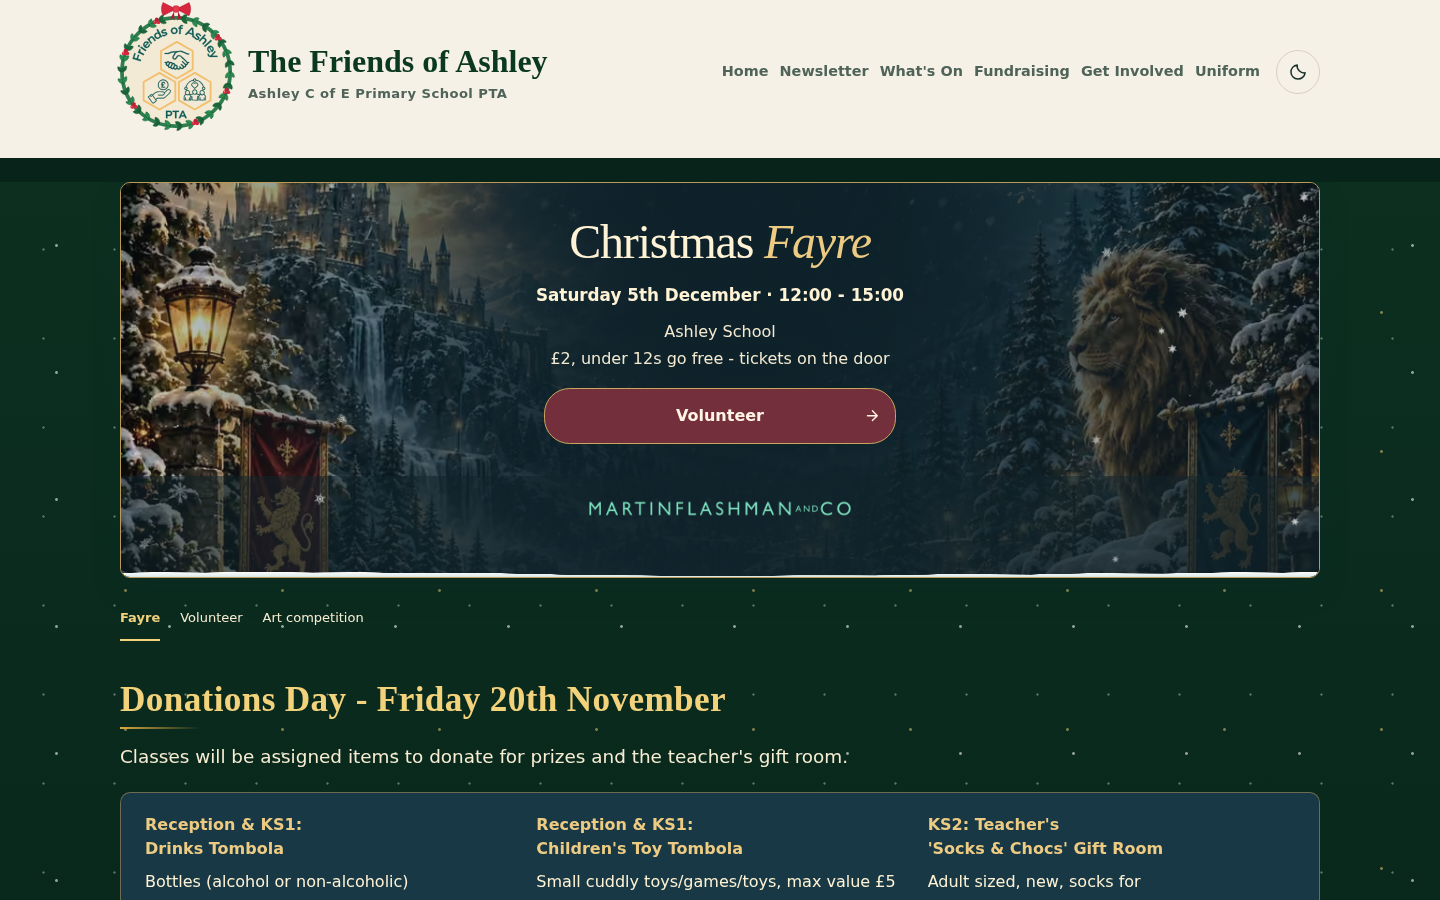 Friends of Ashley
PTA
The Friends of Ashley
Ashley C of E Primary School PTA
Home Newsletter What's On Fundraising Get Involved Uniform
Christmas Fayre
Saturday 5th December · 12:00 - 15:00
Ashley School
£2, under 12s go free - tickets on the door
Volunteer
MARTINFLASHMANANDCO
Fayre Volunteer Art competition
Donations Day - Friday 20th November
Classes will be assigned items to donate for prizes and the teacher's gift room.
Reception & KS1:
Drinks Tombola
Bottles (alcohol or non-alcoholic)
Reception & KS1:
Children's Toy Tombola
Small cuddly toys/games/toys, max value £5
KS2: Teacher's
'Socks & Chocs' Gift Room
Adult sized, new, socks for